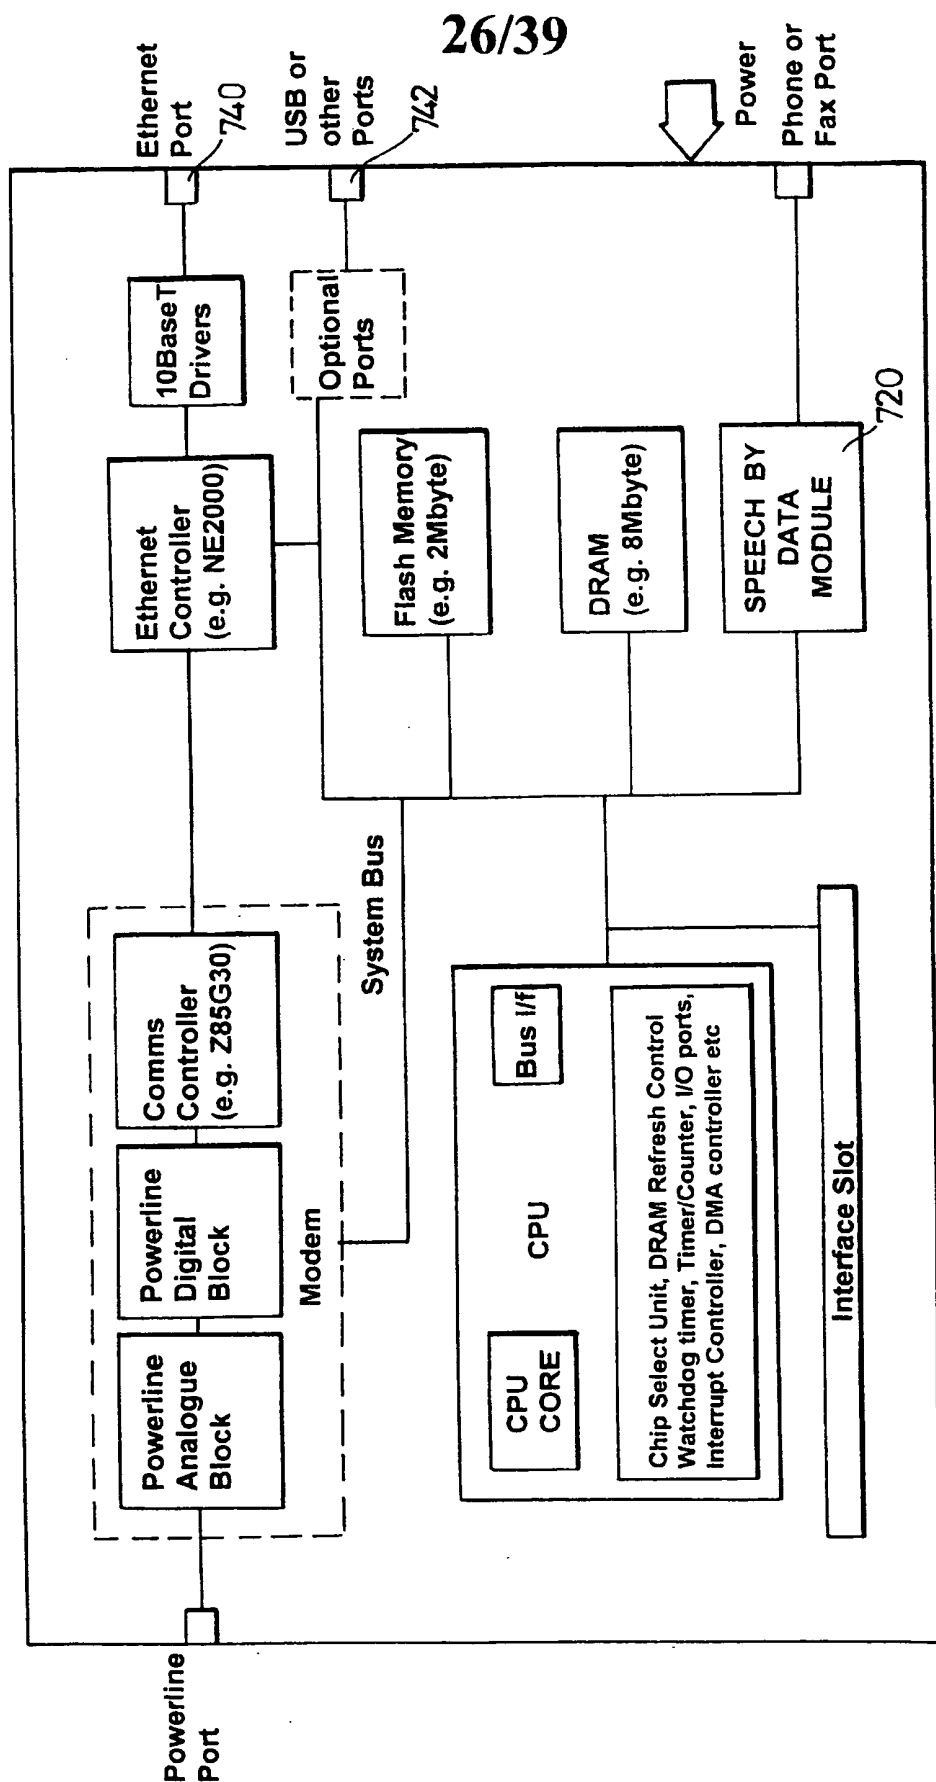 26/39
Powerline
Port
Powerline
Analogue
Block
Powerline
Digital
Block
Comms
Controller
(e.g. Z85G30)
Modem
Ethernet
Controller
(e.g. NE2000)
10BaseT
Drivers
Ethernet
Port
740
USB or
other
Ports
742
Optional
Ports
System Bus
Flash Memory
(e.g. 2Mbyte)
DRAM
(e.g. 8Mbyte)
SPEECH BY
DATA
MODULE
720
Power
Phone or
Fax Port
CPU
CORE
CPU
Bus I/f
Chip Select Unit, DRAM Refresh Control
Watchdog timer, Timer/Counter, I/O ports,
Interrupt Controller, DMA controller etc
Interface Slot